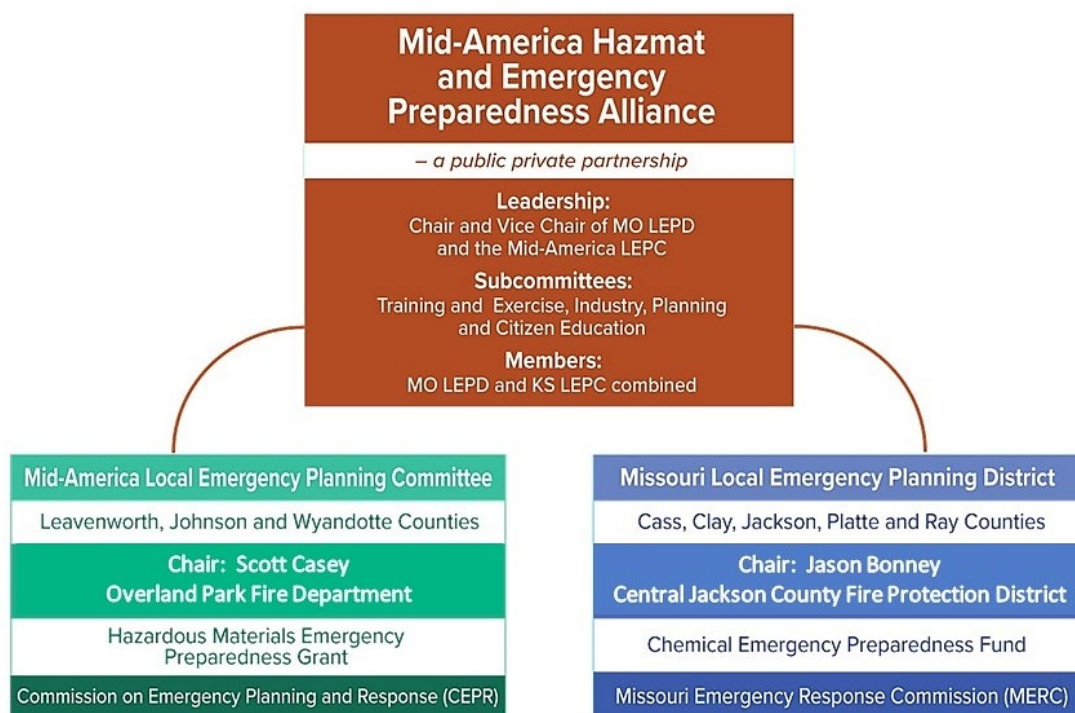 Mid-America Hazmat
and Emergency
Preparedness Alliance
– a public private partnership
Leadership:
Chair and Vice Chair of MO LEPD
and the Mid-America LEPC
Subcommittees:
Training and Exercise, Industry, Planning
and Citizen Education
Members:
MO LEPD and KS LEPC combined
Mid-America Local Emergency Planning Committee
Leavenworth, Johnson and Wyandotte Counties
Chair: Scott Casey
Overland Park Fire Department
Hazardous Materials Emergency
Preparedness Grant
Commission on Emergency Planning and Response (CEPR)
Missouri Local Emergency Planning District
Cass, Clay, Jackson, Platte and Ray Counties
Chair: Jason Bonney
Central Jackson County Fire Protection District
Chemical Emergency Preparedness Fund
Missouri Emergency Response Commission (MERC)